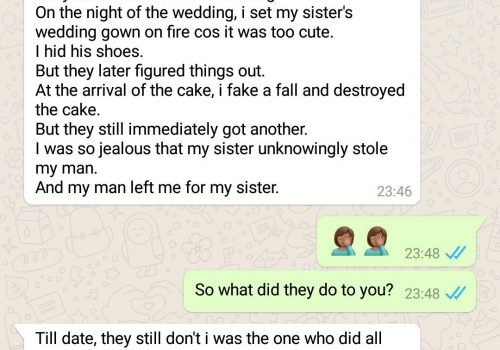 On the night of the wedding, i set my sister's
wedding gown on fire cos it was too cute.
I hid his shoes.
But they later figured things out.
At the arrival of the cake, i fake a fall and destroyed
the cake.
But they still immediately got another.
I was so jealous that my sister unknowingly stole
my man.
And my man left me for my sister.
23:46
🤦🏽‍♀️🤦🏽‍♀️ 23:48
So what did they do to you? 23:48
Till date, they still don't i was the one who did all